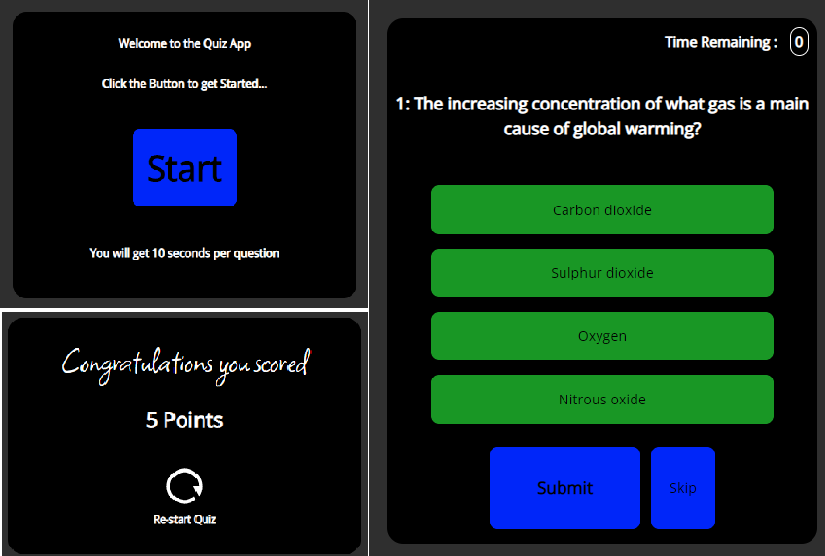 Welcome to the Quiz App
Click the Button to get Started...
Start
You will get 10 seconds per question
Congratulations you scored
5 Points
Re-start Quiz
Time Remaining : 0
1: The increasing concentration of what gas is a main
cause of global warming?
Carbon dioxide
Sulphur dioxide
Oxygen
Nitrous oxide
Submit
Skip